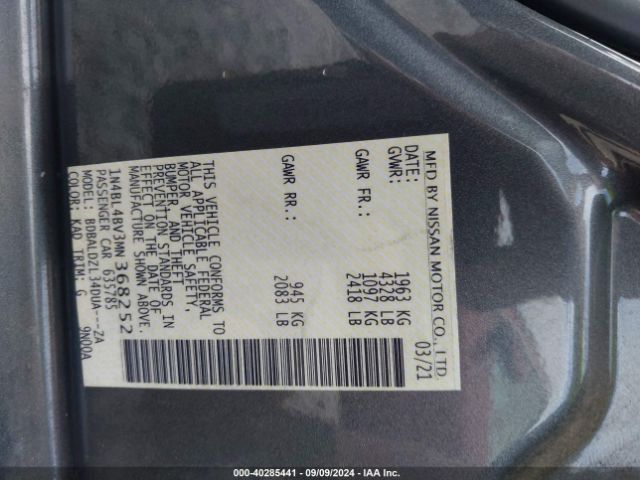 MFD BY NISSAN MOTOR CO., LTD.
DATE: 03/21
GVWR: 1963 KG
4328 LB
GAWR FR.: 1097 KG
2418 LB
GAWR RR.: 945 KG
2083 LB
THIS VEHICLE CONFORMS TO
ALL APPLICABLE FEDERAL
MOTOR VEHICLE SAFETY,
BUMPER, AND THEFT
PREVENTION STANDARDS IN
EFFECT ON THE DATE OF
MANUFACTURE SHOWN ABOVE.
1N4BL4BV3MN368252
PASSENGER CAR 635785
MODEL: BDBALDZL34DUA---ZA
COLOR: KAD TRIM: G 9N00A
000-40285441 - 09/09/2024 - IAA Inc.